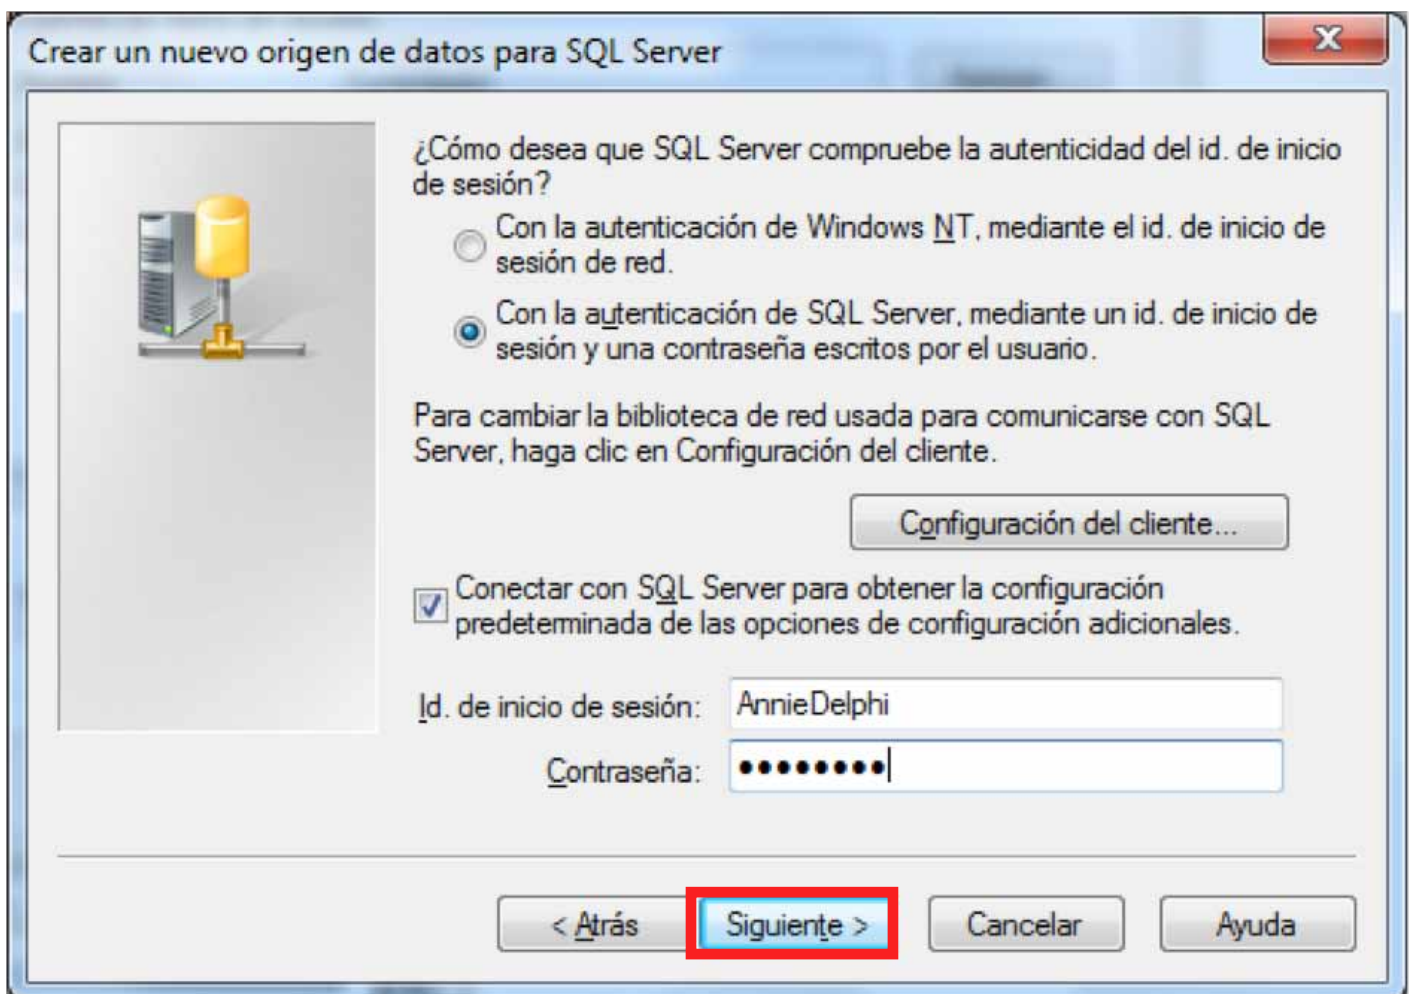 Crear un nuevo origen de datos para SQL Server
¿Cómo desea que SQL Server compruebe la autenticidad del id. de inicio
de sesión?
Con la autenticación de Windows NT, mediante el id. de inicio de
sesión de red.
Con la autenticación de SQL Server, mediante un id. de inicio de
sesión y una contraseña escritos por el usuario.
Para cambiar la biblioteca de red usada para comunicarse con SQL
Server, haga clic en Configuración del cliente.
Configuración del cliente...
Conectar con SQL Server para obtener la configuración
predeterminada de las opciones de configuración adicionales.
Id. de inicio de sesión: AnnieDelphi
Contraseña: ••••••••
< Atrás Siguiente > Cancelar Ayuda